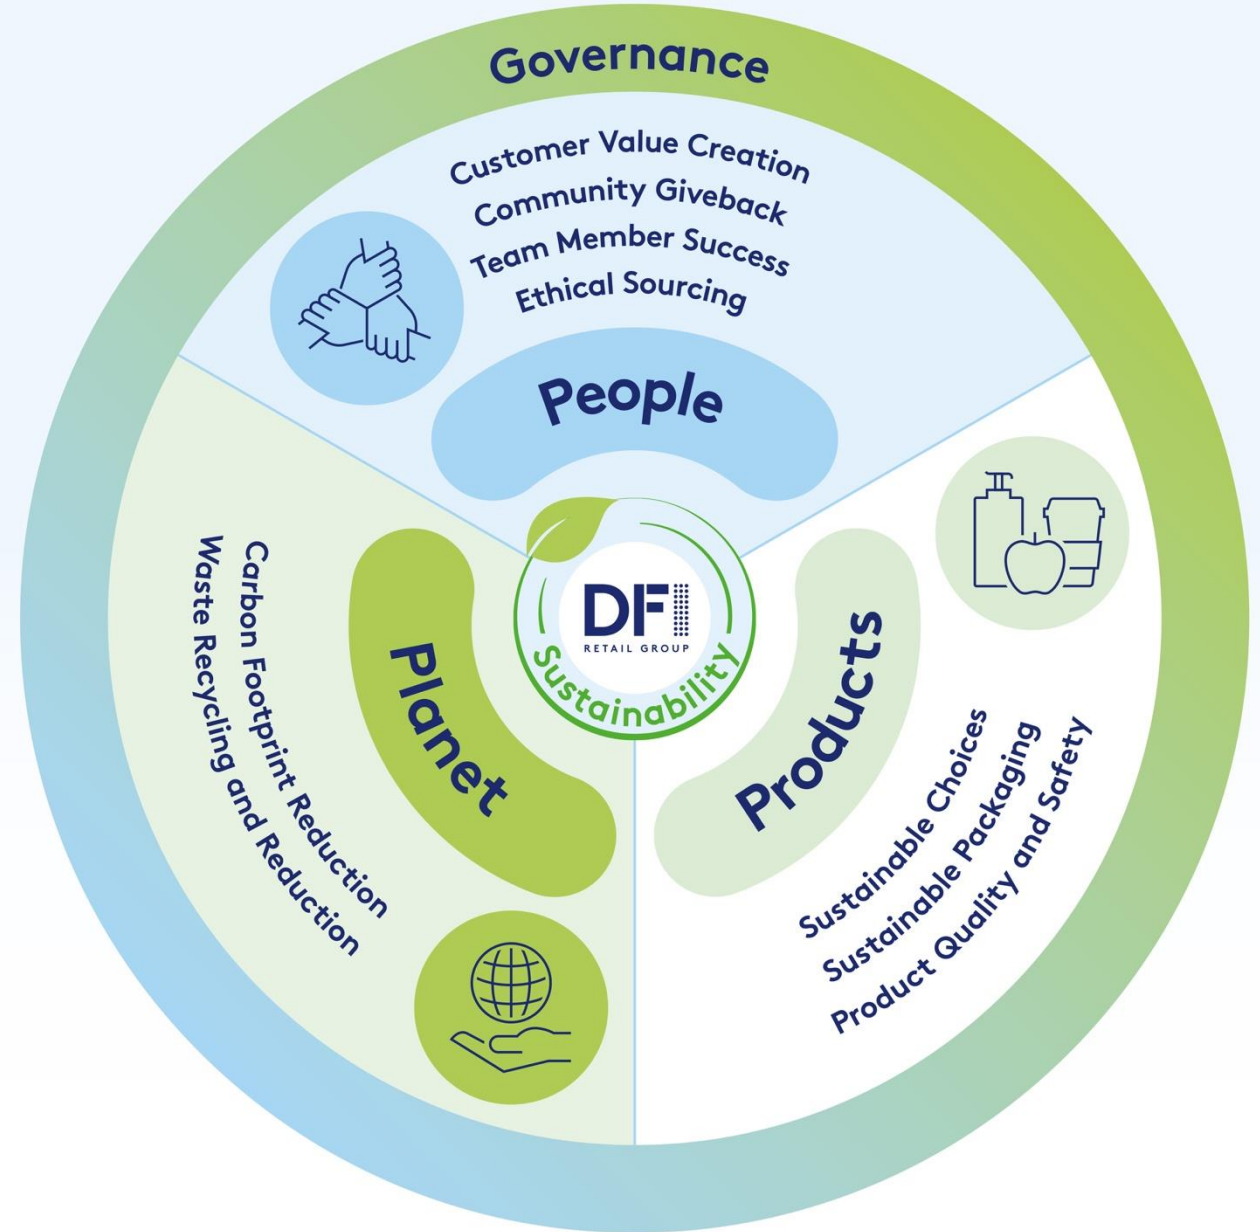 Governance
Customer Value Creation
Community Giveback
Team Member Success
Ethical Sourcing
People
DFI
RETAIL GROUP
Sustainability
Planet
Carbon Footprint Reduction
Waste Recycling and Reduction
Products
Sustainable Choices
Sustainable Packaging
Product Quality and Safety